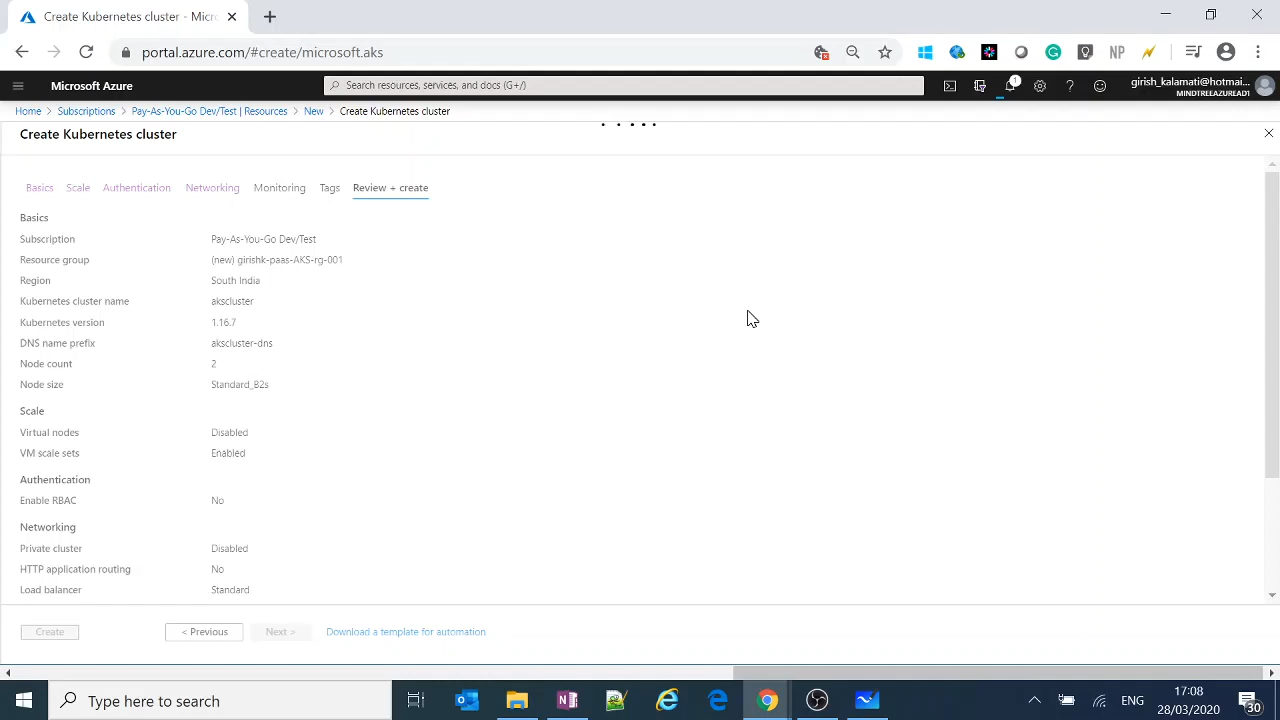 Create Kubernetes cluster - Micro
portal.azure.com/#create/microsoft.aks
NP
Microsoft Azure
Search resources, services, and docs (G+/)
1
girish_kalamati@hotmai...
MINDTREEAZUREAD1
Home > Subscriptions > Pay-As-You-Go Dev/Test | Resources > New > Create Kubernetes cluster
Create Kubernetes cluster
Basics Scale Authentication Networking Monitoring Tags Review + create
Basics
Subscription Pay-As-You-Go Dev/Test
Resource group (new) girishk-paas-AKS-rg-001
Region South India
Kubernetes cluster name akscluster
Kubernetes version 1.16.7
DNS name prefix akscluster-dns
Node count 2
Node size Standard_B2s
Scale
Virtual nodes Disabled
VM scale sets Enabled
Authentication
Enable RBAC No
Networking
Private cluster Disabled
HTTP application routing No
Load balancer Standard
Create < Previous Next > Download a template for automation
Type here to search
ENG
17:08
28/03/2020
30